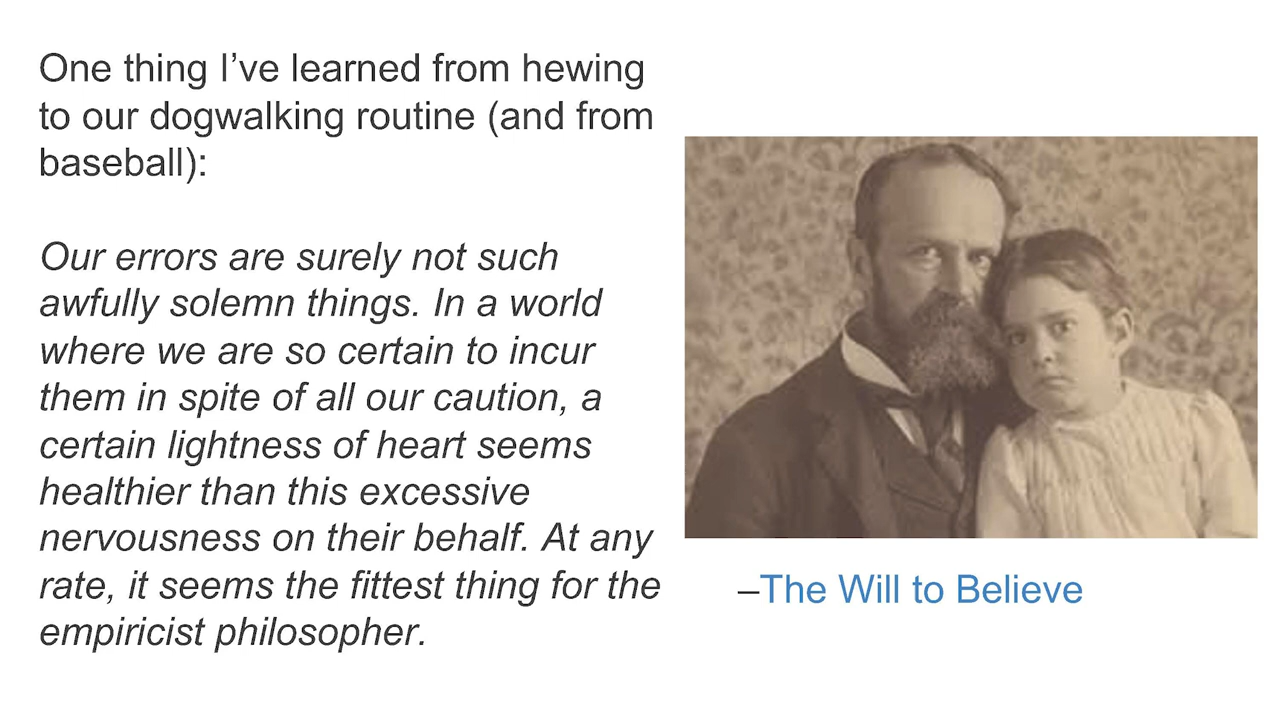 One thing I’ve learned from hewing
to our dogwalking routine (and from
baseball):
Our errors are surely not such
awfully solemn things. In a world
where we are so certain to incur
them in spite of all our caution, a
certain lightness of heart seems
healthier than this excessive
nervousness on their behalf. At any
rate, it seems the fittest thing for the
empiricist philosopher.
–The Will to Believe